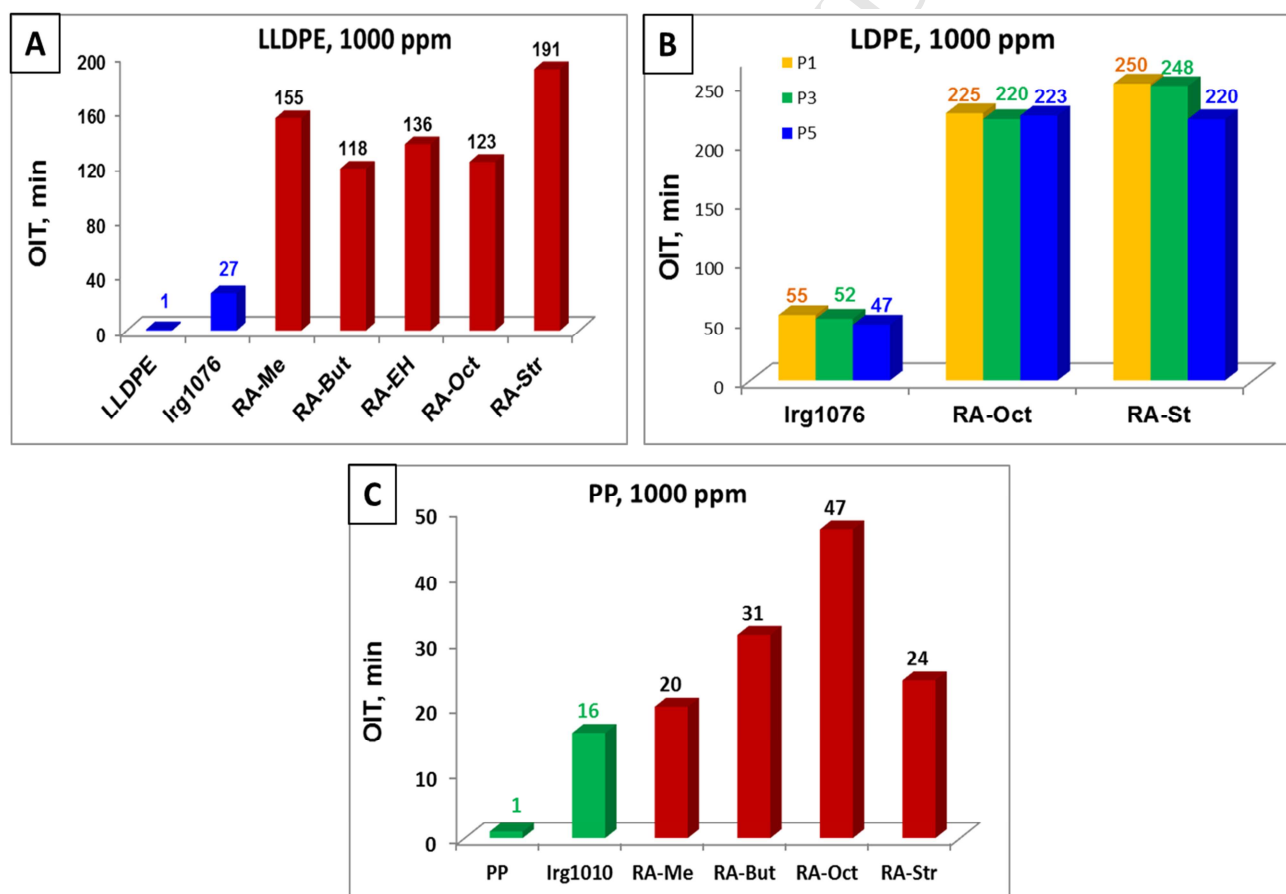 A
LLDPE, 1000 ppm
OIT, min
200
160
120
80
40
0
1
27
155
118
136
123
191
LLDPE
Irg1076
RA-Me
RA-But
RA-EH
RA-Oct
RA-Str
B
LDPE, 1000 ppm
P1
P3
P5
OIT, min
250
200
150
100
50
0
55
52
47
225
220
223
250
248
220
Irg1076
RA-Oct
RA-St
C
PP, 1000 ppm
OIT, min
50
40
30
20
10
0
1
16
20
31
47
24
PP
Irg1010
RA-Me
RA-But
RA-Oct
RA-Str